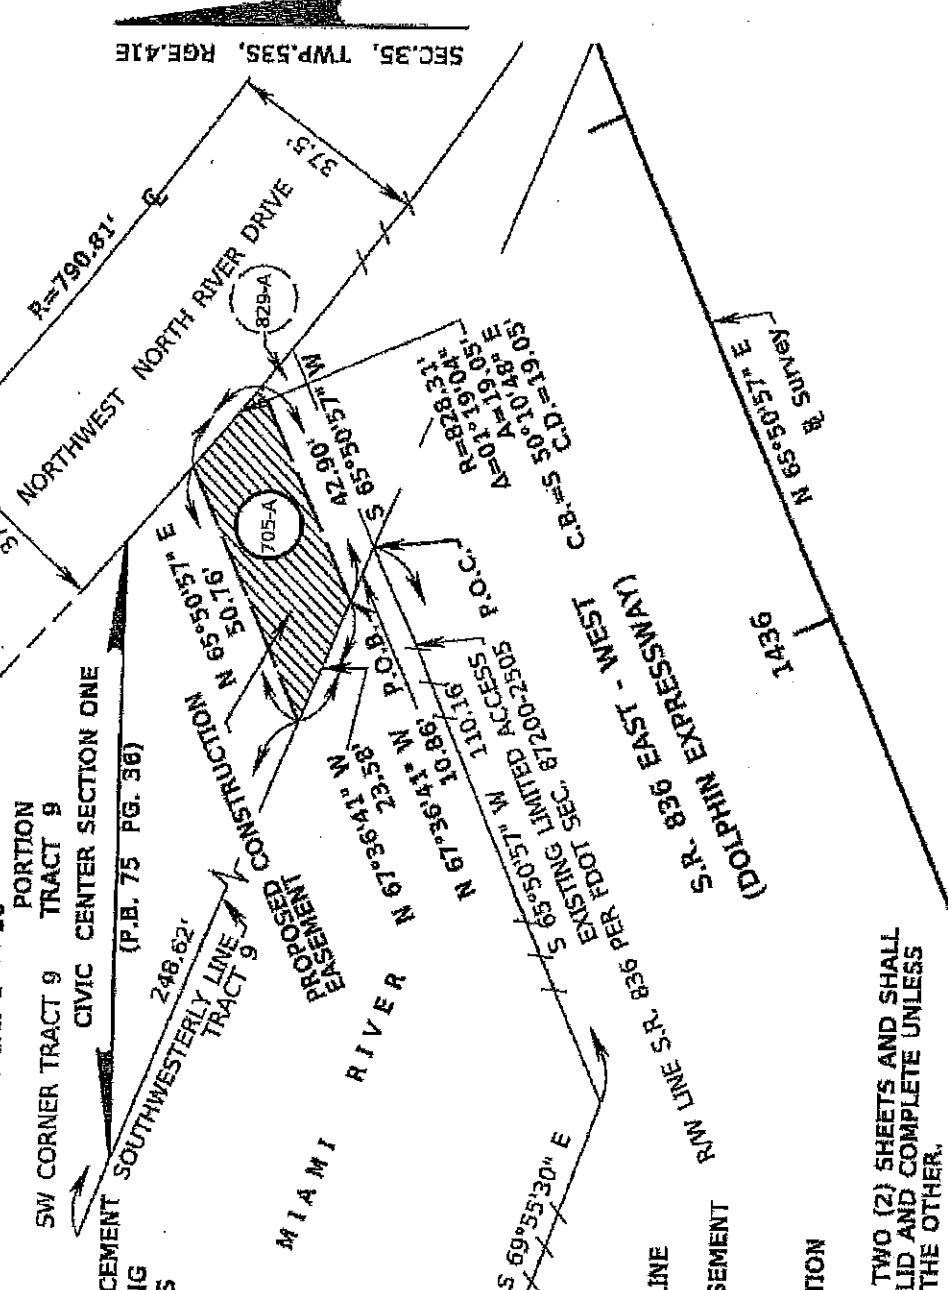 SEC.35, TWP.53S, RGE.41E
R=790.81'
37.5'
NORTHWEST NORTH RIVER DRIVE
829-A
705-A
N 65°50'57" E
50.76'
42.90'
S 65°50'57" W
R=828.31'
Δ=01°19'04"
A=19.05'
C.B.=S 50°10'48" E
C.D.=19.05'
P.O.C.
P.O.B.
PORTION
SW CORNER TRACT 9 TRACT 9
CIVIC CENTER SECTION ONE
(P.B. 75 PG. 36)
248.62'
SOUTHWESTERLY LINE
TRACT 9
PROPOSED CONSTRUCTION
EASEMENT
N 67°36'41" W
23.58'
N 67°36'41" W
10.86'
S 65°50'57" W 110.16'
EXISTING LIMITED ACCESS
R/W LINE S.R. 836 PER FDOT SEC. 87200-2505
MIAMI RIVER
S.R. 836 EAST - WEST
(DOLPHIN EXPRESSWAY)
1436
N 65°50'57" E
Survey
S 69°55'30" E
CEMENT
LINE
SEMENT
TION
TWO (2) SHEETS AND SHALL
LID AND COMPLETE UNLESS
THE OTHER.